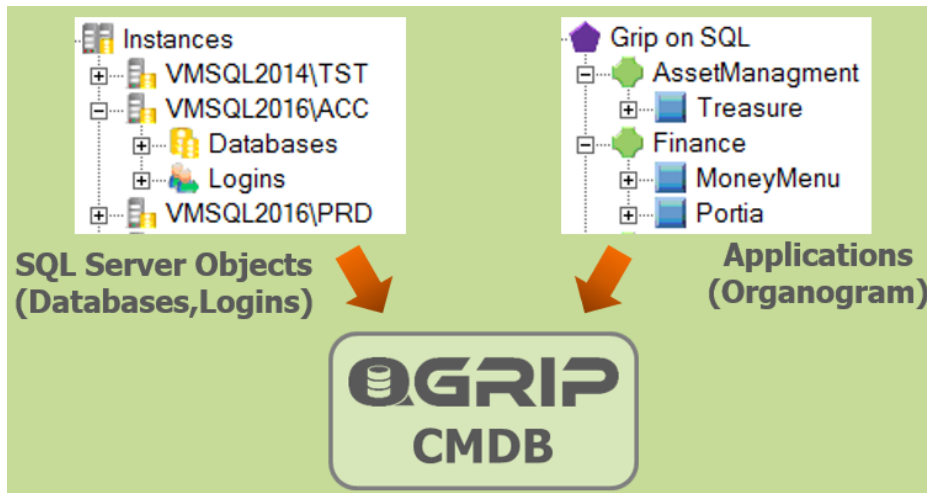 Instances
VMSQL2014\TST
VMSQL2016\ACC
Databases
Logins
VMSQL2016\PRD
SQL Server Objects
(Databases,Logins)
Grip on SQL
AssetManagment
Treasure
Finance
MoneyMenu
Portia
Applications
(Organogram)
QGRIP
CMDB